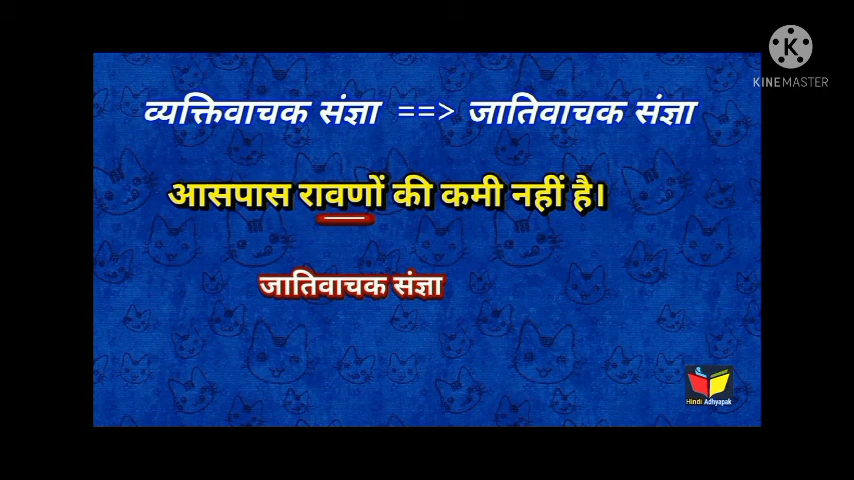 K
KINEMASTER
व्यक्तिवाचक संज्ञा ==> जातिवाचक संज्ञा
आसपास रावणों की कमी नहीं है।
जातिवाचक संज्ञा
Hindi Adhyapak